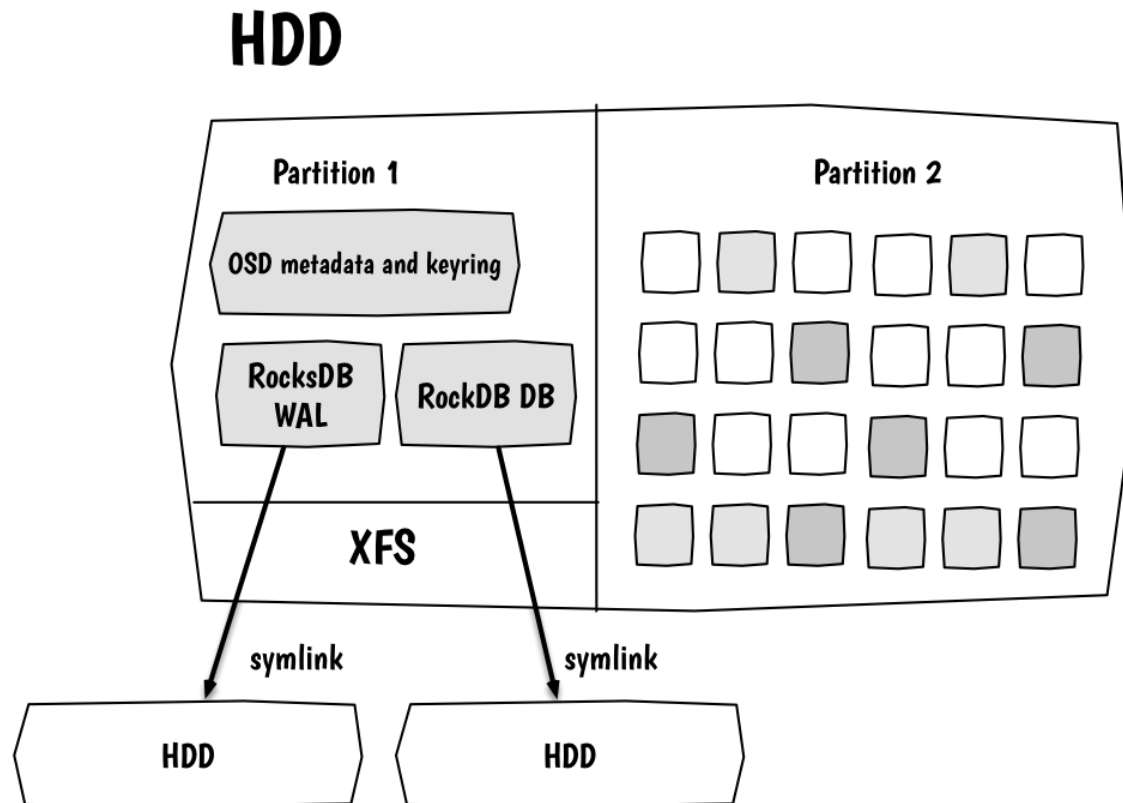 HDD
Partition 1
Partition 2
OSD metadata and keyring
RocksDB
WAL
RockDB DB
XFS
symlink
symlink
HDD
HDD